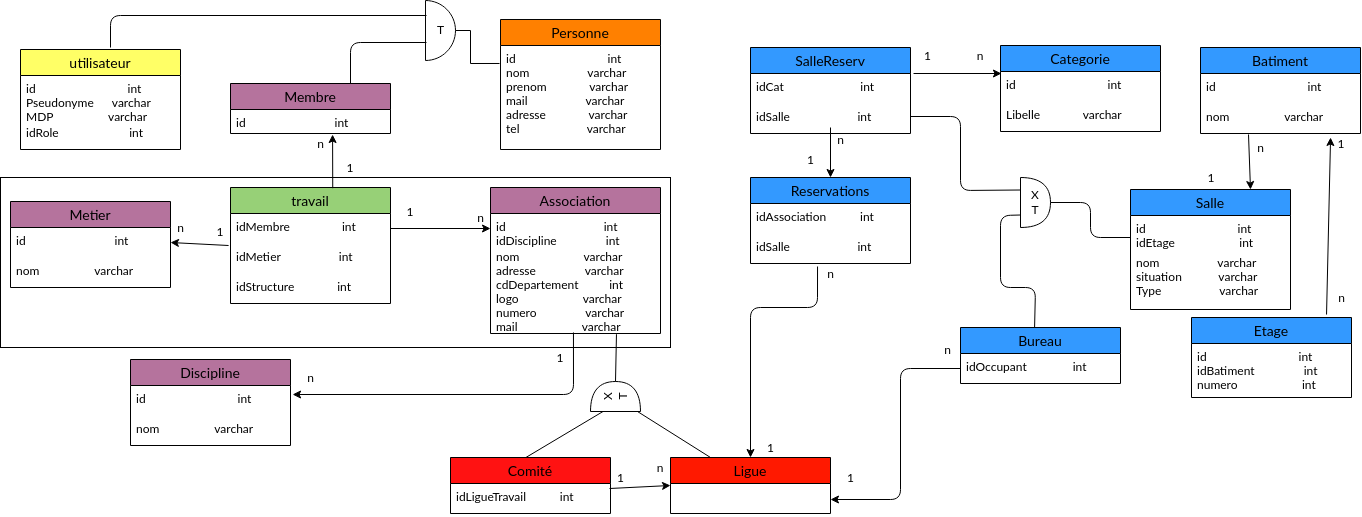 T
utilisateur
id int
Pseudonyme varchar
MDP varchar
idRole int
Membre
id int
Personne
id int
nom varchar
prenom varchar
mail varchar
adresse varchar
tel varchar
n
1
Metier
id int
nom varchar
n
1
travail
idMembre int
idMetier int
idStructure int
1
n
Association
id int
idDiscipline int
nom varchar
adresse varchar
cdDepartement int
logo varchar
numero varchar
mail varchar
1
n
Discipline
id int
nom varchar
X T
Comité
idLigueTravail int
1
n
Ligue
SalleReserv
idCat int
idSalle int
1
n
Categorie
id int
Libelle varchar
Batiment
id int
nom varchar
n
1
Reservations
idAssociation int
idSalle int
n
1
X
T
n
1
1
n
Salle
id int
idEtage int
nom varchar
situation varchar
Type varchar
Etage
id int
idBatiment int
numero int
Bureau
idOccupant int
n
1